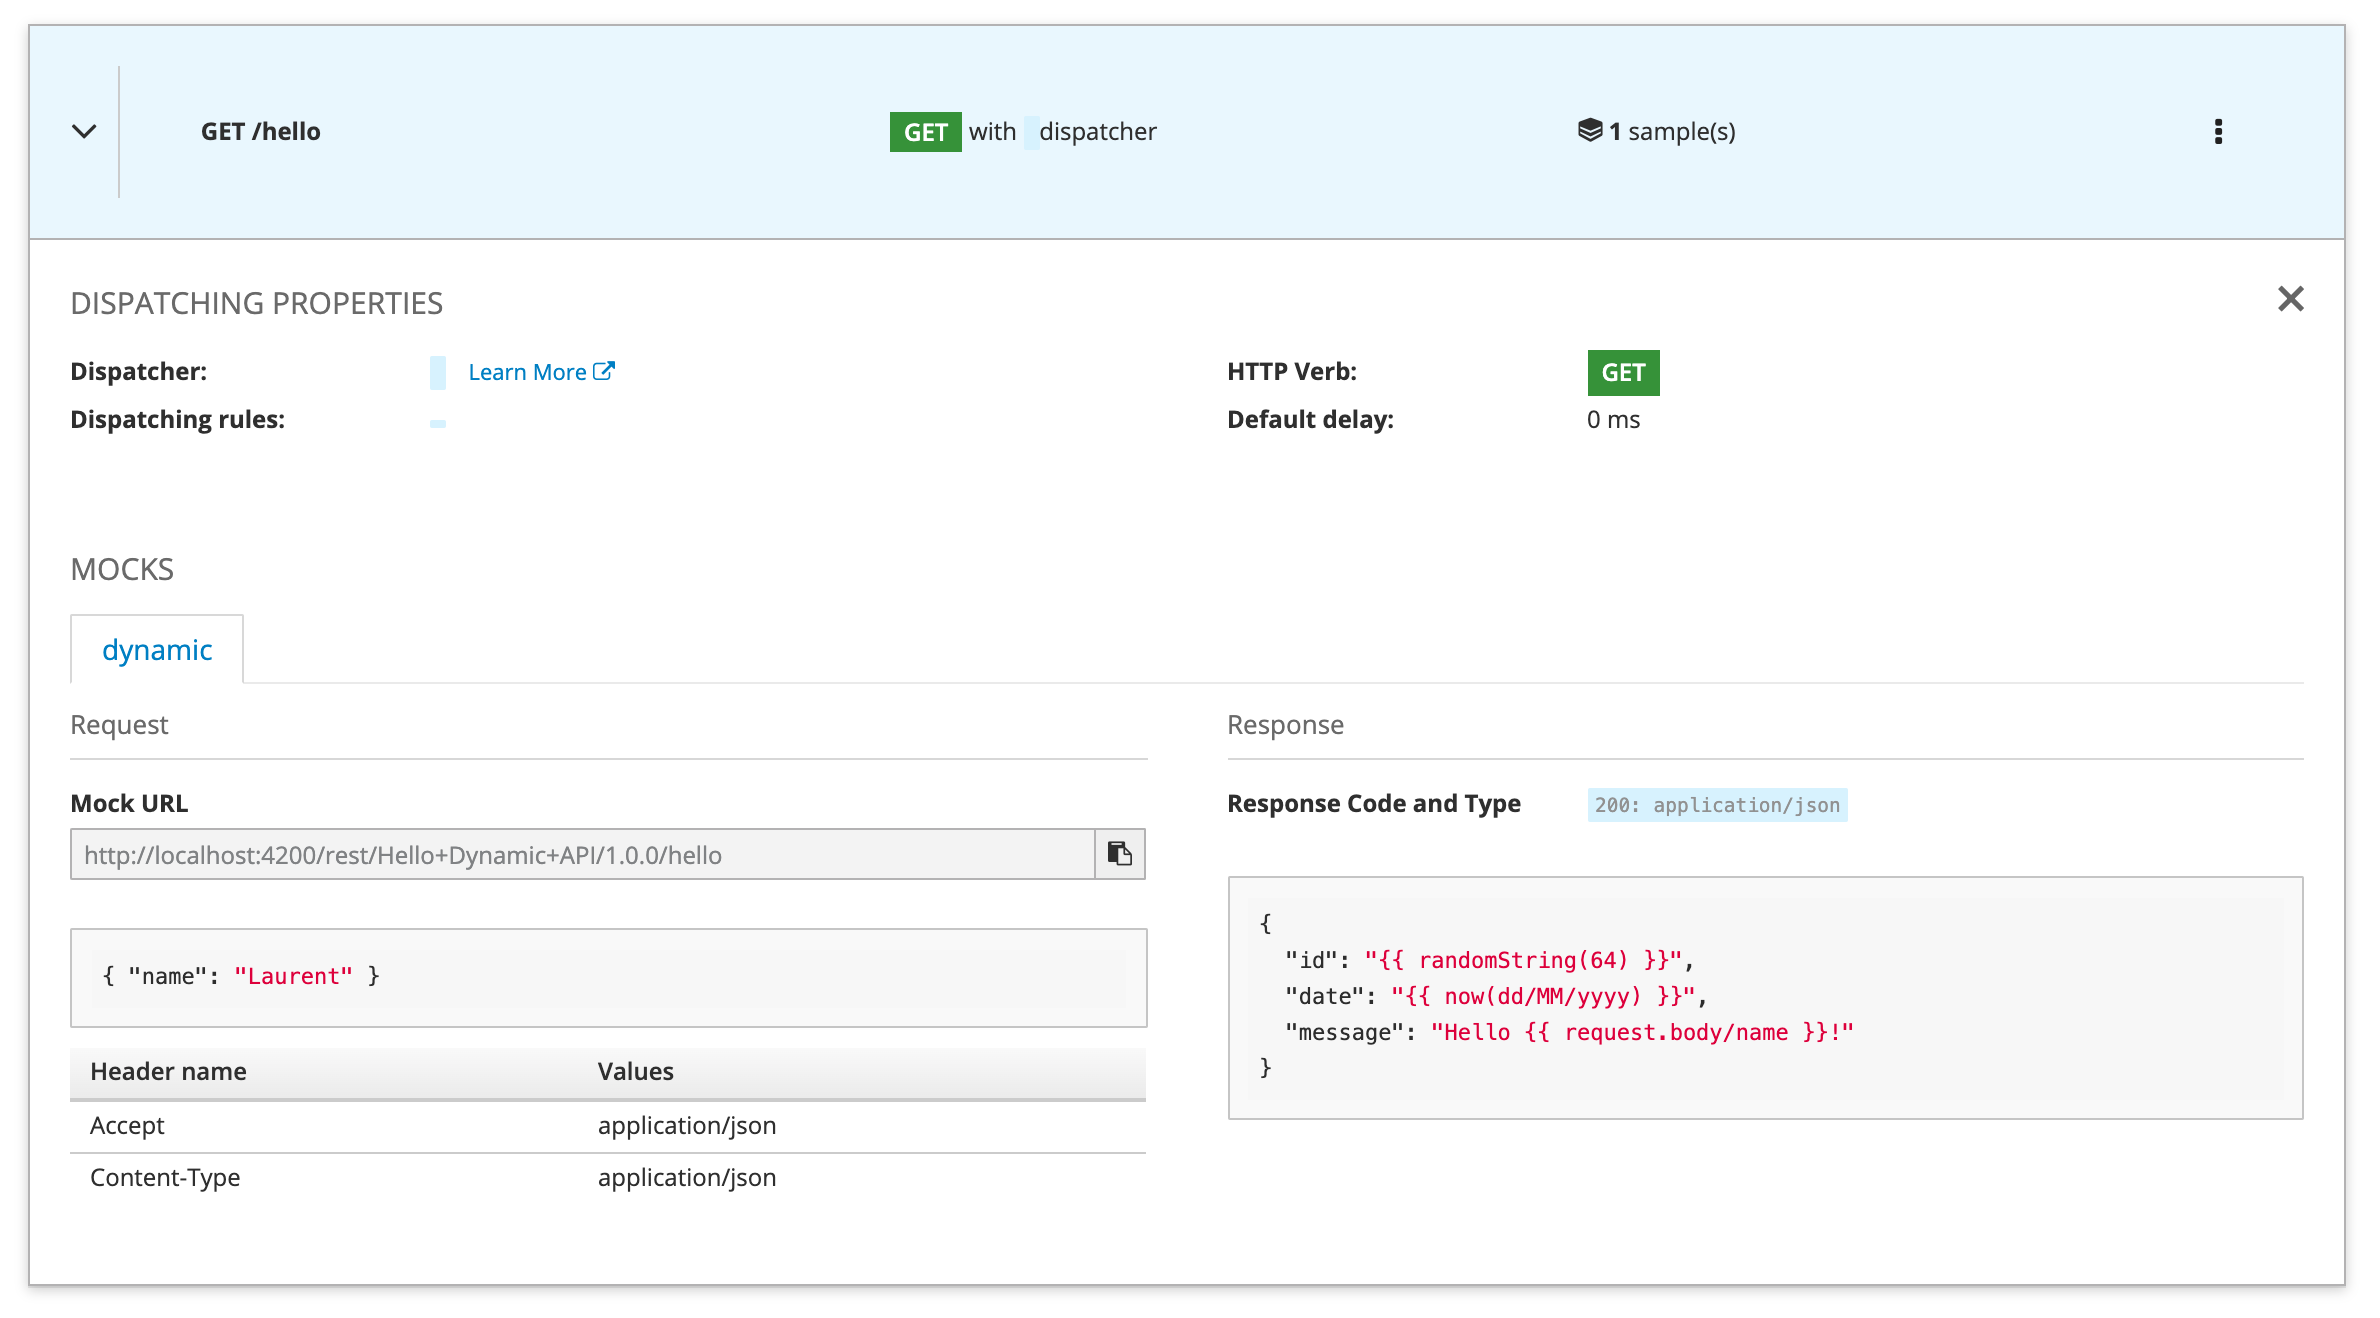 GET /hello
GET with dispatcher
1 sample(s)
DISPATCHING PROPERTIES
Dispatcher: Learn More
Dispatching rules:
HTTP Verb: GET
Default delay: 0 ms
MOCKS
dynamic
Request
Mock URL
http://localhost:4200/rest/Hello+Dynamic+API/1.0.0/hello
{ "name": "Laurent" }
Header name Values
Accept application/json
Content-Type application/json
Response
Response Code and Type 200: application/json
{
  "id": "{{ randomString(64) }}",
  "date": "{{ now(dd/MM/yyyy) }}",
  "message": "Hello {{ request.body/name }}!"
}